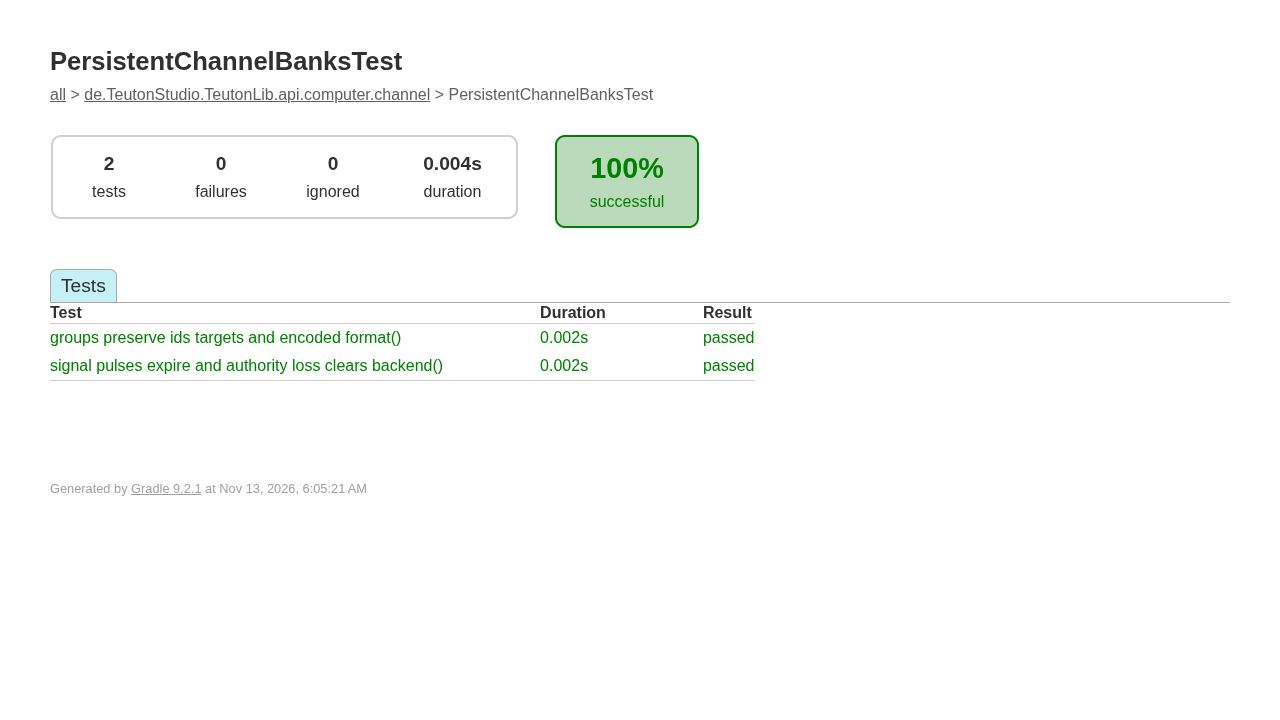 PersistentChannelBanksTest
all > de.TeutonStudio.TeutonLib.api.computer.channel > PersistentChannelBanksTest
2 0 0 0.004s 100%
tests failures ignored duration successful
Tests
Test Duration Result
groups preserve ids targets and encoded format() 0.002s passed
signal pulses expire and authority loss clears backend() 0.002s passed
Generated by Gradle 9.2.1 at Nov 13, 2026, 6:05:21 AM